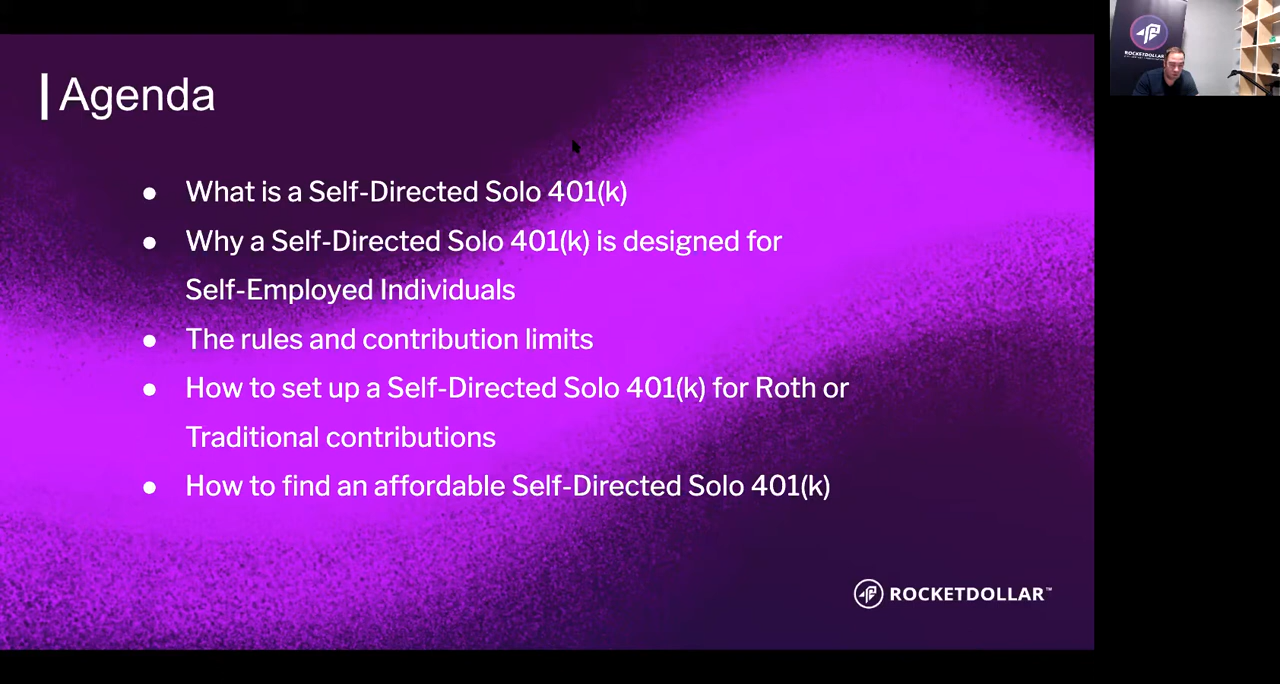 Agenda
● What is a Self-Directed Solo 401(k)
● Why a Self-Directed Solo 401(k) is designed for
Self-Employed Individuals
● The rules and contribution limits
● How to set up a Self-Directed Solo 401(k) for Roth or
Traditional contributions
● How to find an affordable Self-Directed Solo 401(k)
ROCKETDOLLAR™
ROCKETDOLLAR